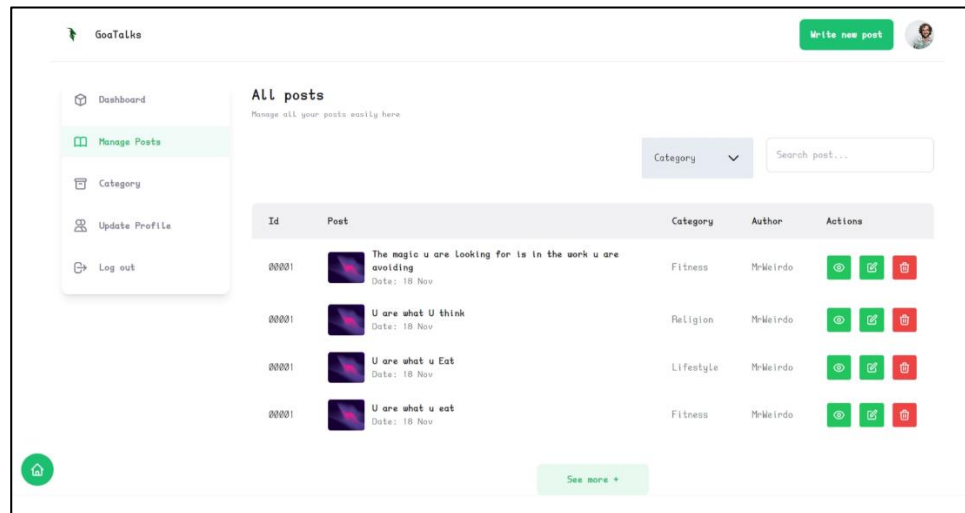 GoaTalks
Write new post
Dashboard
Manage Posts
Category
Update Profile
Log out
All posts
Manage all your posts easily here
Category
Search post...
Id Post Category Author Actions
00001 The magic u are looking for is in the work u are
avoiding
Date: 18 Nov
Fitness MrWeirdo
00001 U are what U think
Date: 18 Nov
Religion MrWeirdo
00001 U are what u Eat
Date: 18 Nov
Lifestyle MrWeirdo
00001 U are what u eat
Date: 18 Nov
Fitness MrWeirdo
See more +